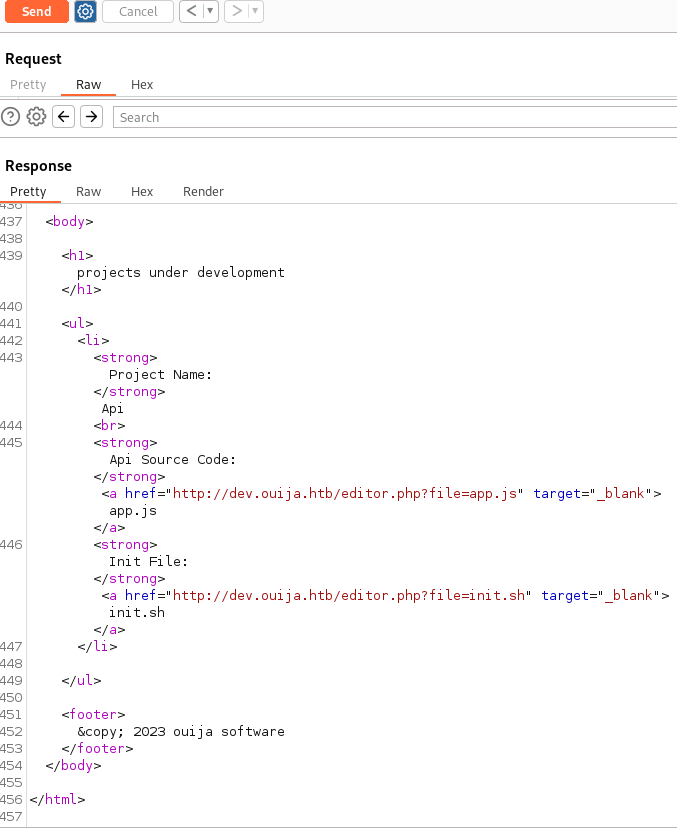 Send Cancel < ▼ > ▼
Request
Pretty Raw Hex
? Search
Response
Pretty Raw Hex Render
436
437 <body>
438
439 <h1>
projects under development
</h1>
440
441 <ul>
442 <li>
443 <strong>
Project Name:
</strong>
Api
444 <br>
445 <strong>
Api Source Code:
</strong>
<a href="http://dev.ouija.htb/editor.php?file=app.js" target="_blank">
app.js
</a>
446 <strong>
Init File:
</strong>
<a href="http://dev.ouija.htb/editor.php?file=init.sh" target="_blank">
init.sh
</a>
447 </li>
448
449 </ul>
450
451 <footer>
452 &copy; 2023 ouija software
453 </footer>
454 </body>
455
456 </html>
457